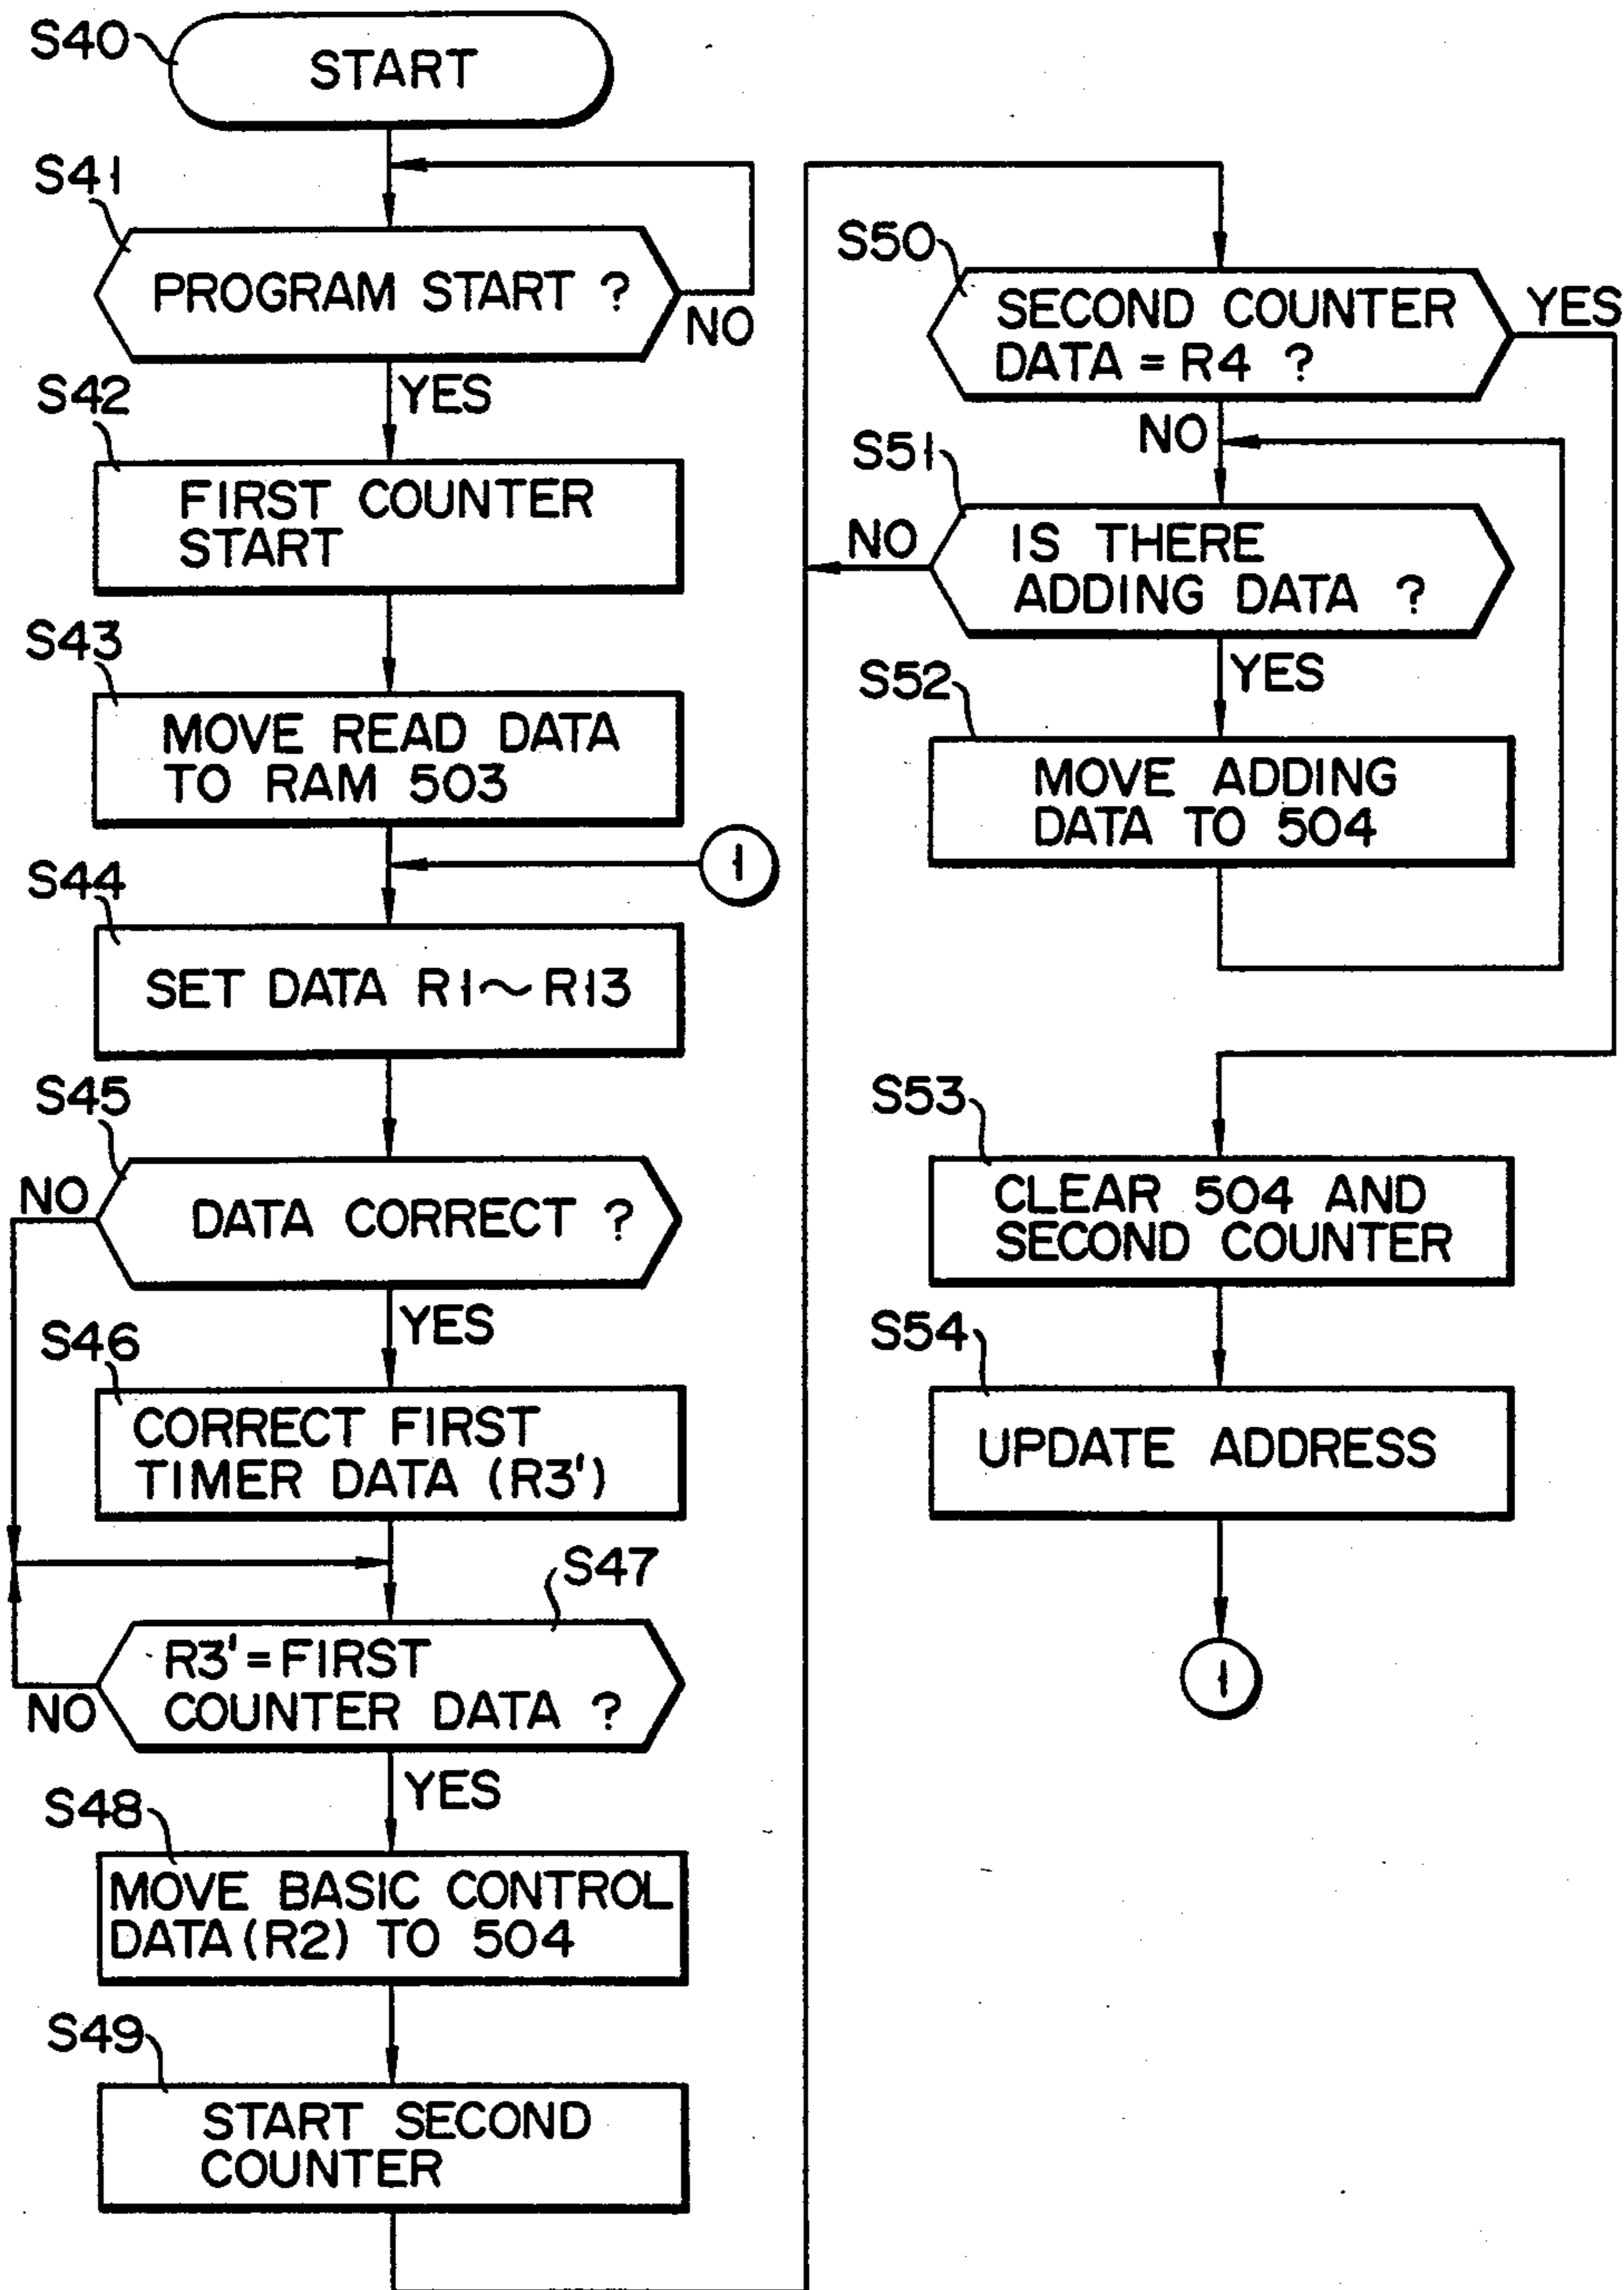 S40
START
S41
PROGRAM START ?
NO
YES
S42
FIRST COUNTER
START
S43
MOVE READ DATA
TO RAM 503
1
S44
SET DATA R1~R13
S45
NO
DATA CORRECT ?
YES
S46
CORRECT FIRST
TIMER DATA (R3')
S47
R3'=FIRST
COUNTER DATA ?
NO
YES
S48
MOVE BASIC CONTROL
DATA (R2) TO 504
S49
START SECOND
COUNTER
S50
SECOND COUNTER
DATA = R4 ?
YES
NO
S51
NO
IS THERE
ADDING DATA ?
YES
S52
MOVE ADDING
DATA TO 504
S53
CLEAR 504 AND
SECOND COUNTER
S54
UPDATE ADDRESS
1